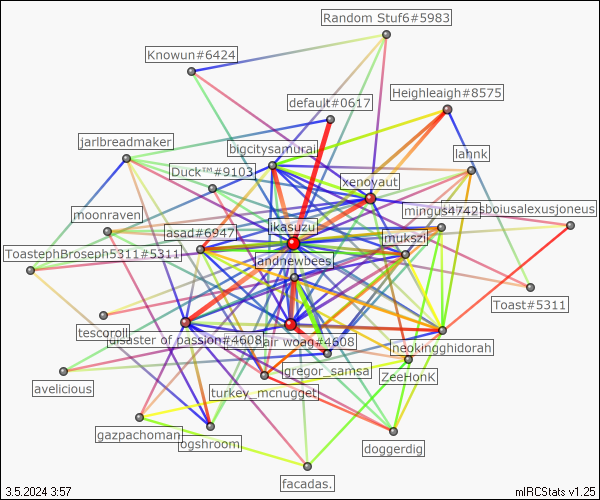 Random Stuf6#5983
Knowun#6424
Heighleaigh#8575
default#0617
jarlbreadmaker
bigcitysamurai
lahnk
Duck™#9103
xenoyaut
moonraven
mingus4742
sboiusalexusjoneus
asad#6947
ikasuzu
mukszi
ToastephBroseph5311#5311
andnewbees
Toast#5311
tescoroll
disaster of passion#4608
air woag#4608
neokingghidorah
gregor_samsa
ZeeHonK
avelicious
turkey_mcnugget
gazpachoman
ogshroom
doggerdig
facadas.
3.5.2024 3:57
mIRCStats v1.25